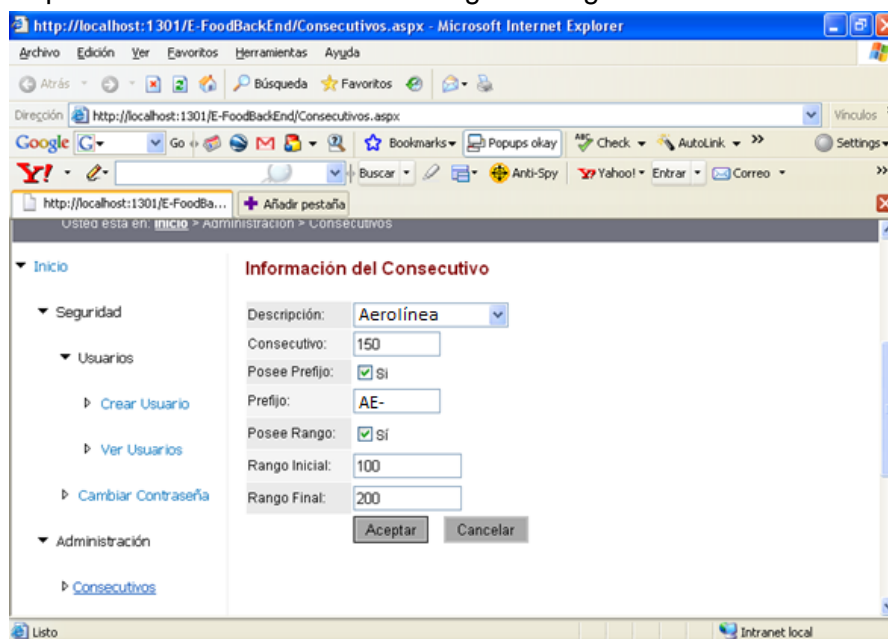 http://localhost:1301/E-FoodBackEnd/Consecutivos.aspx - Microsoft Internet Explorer
Archivo Edición Ver Favoritos Herramientas Ayuda
Atrás Búsqueda Favoritos
Dirección http://localhost:1301/E-FoodBackEnd/Consecutivos.aspx Vínculos
Google G Go Bookmarks Popups okay Check AutoLink » Settings
Y! Buscar Anti-Spy Yahoo! Entrar Correo »
http://localhost:1301/E-FoodBa... Añadir pestaña
Usted está en: Inicio > Administración > Consecutivos
Inicio
Información del Consecutivo
Seguridad
Descripción: Aerolínea
Consecutivo: 150
Usuarios
Posee Prefijo: Sí
Crear Usuario
Prefijo: AE-
Posee Rango: Sí
Ver Usuarios
Rango Inicial: 100
Cambiar Contraseña
Rango Final: 200
Aceptar Cancelar
Administración
Consecutivos
Listo Intranet local